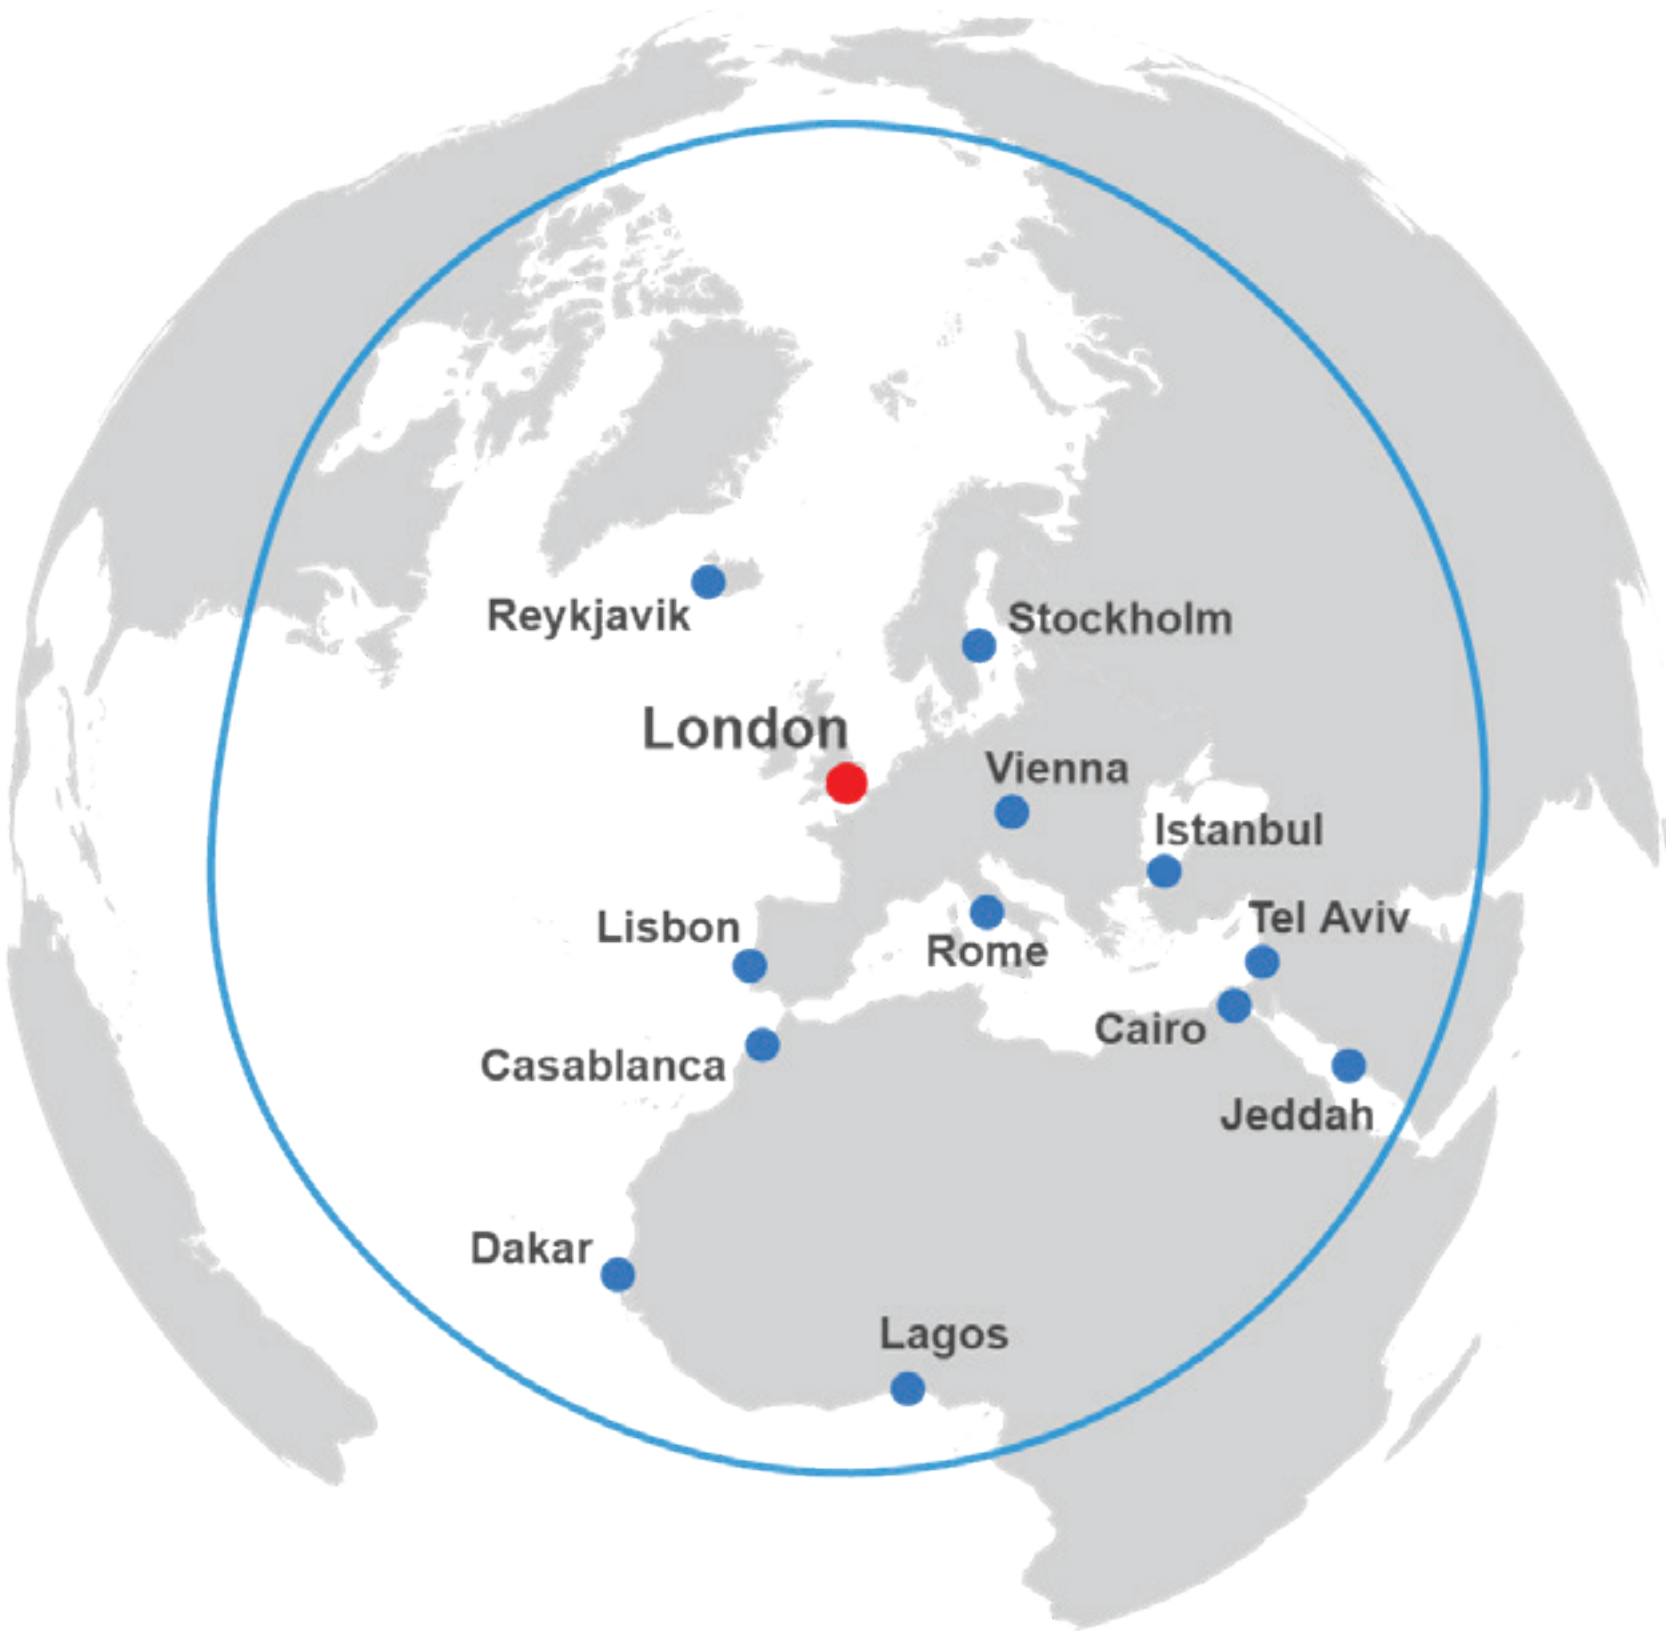 Reykjavik
Stockholm
London
Vienna
Istanbul
Tel Aviv
Lisbon
Rome
Cairo
Casablanca
Jeddah
Dakar
Lagos